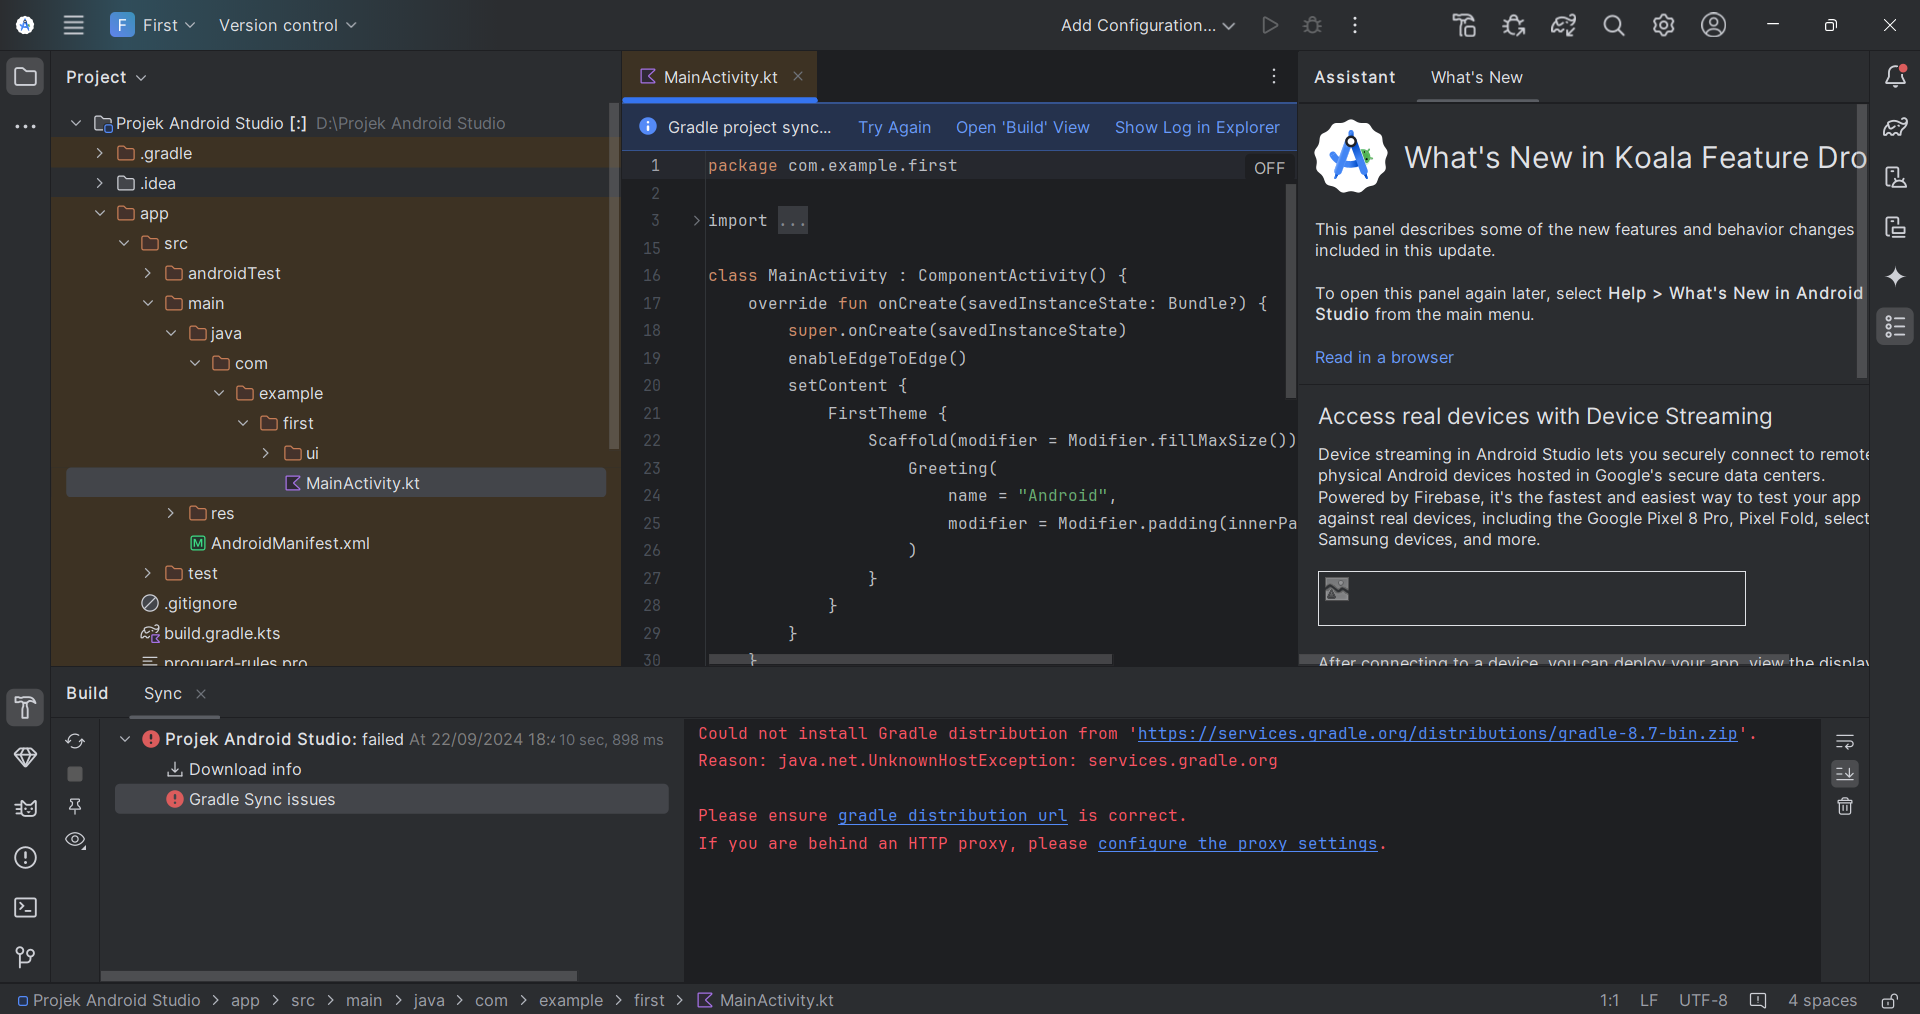 F First Version control Add Configuration...
Project
Projek Android Studio [:] D:\Projek Android Studio
.gradle
.idea
app
src
androidTest
main
java
com
example
first
ui
MainActivity.kt
res
AndroidManifest.xml
test
.gitignore
build.gradle.kts
proguard-rules.pro
MainActivity.kt
Gradle project sync... Try Again Open 'Build' View Show Log in Explorer
OFF
1 package com.example.first
2
3 import ...
15
16 class MainActivity : ComponentActivity() {
17 override fun onCreate(savedInstanceState: Bundle?) {
18 super.onCreate(savedInstanceState)
19 enableEdgeToEdge()
20 setContent {
21 FirstTheme {
22 Scaffold(modifier = Modifier.fillMaxSize())
23 Greeting(
24 name = "Android",
25 modifier = Modifier.padding(innerPa
26 )
27 }
28 }
29 }
30 }
Assistant What's New
What's New in Koala Feature Dro
This panel describes some of the new features and behavior changes
included in this update.
To open this panel again later, select Help > What's New in Android
Studio from the main menu.
Read in a browser
Access real devices with Device Streaming
Device streaming in Android Studio lets you securely connect to remote
physical Android devices hosted in Google's secure data centers.
Powered by Firebase, it's the fastest and easiest way to test your app
against real devices, including the Google Pixel 8 Pro, Pixel Fold, select
Samsung devices, and more.
After connecting to a device, you can deploy your app, view the display
Build Sync
Projek Android Studio: failed At 22/09/2024 18:4 10 sec, 898 ms
Download info
Gradle Sync issues
Could not install Gradle distribution from 'https://services.gradle.org/distributions/gradle-8.7-bin.zip'.
Reason: java.net.UnknownHostException: services.gradle.org
Please ensure gradle distribution url is correct.
If you are behind an HTTP proxy, please configure the proxy settings.
Projek Android Studio > app > src > main > java > com > example > first > MainActivity.kt 1:1 LF UTF-8 4 spaces